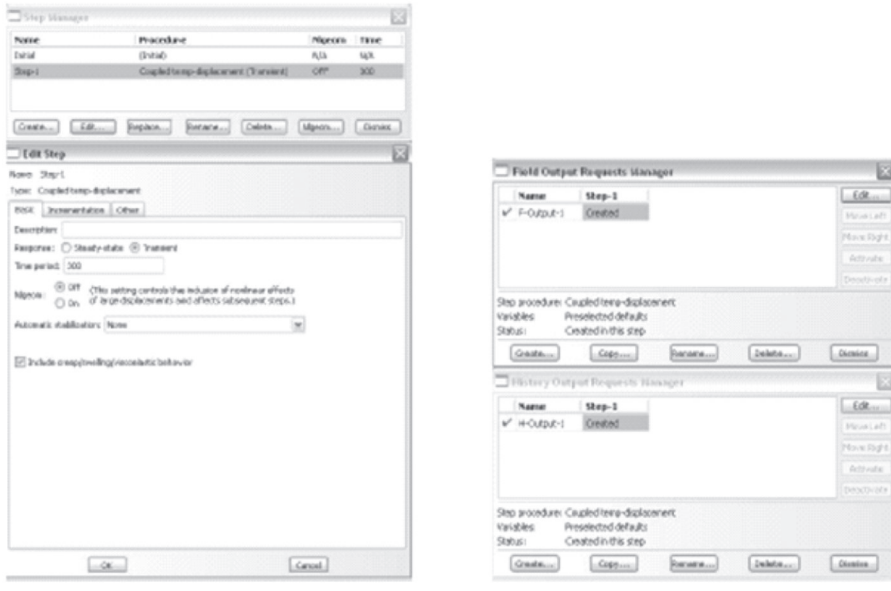 Step Manager
Name Procedure Nlgeom Time
Initial (Initial) N/A N/A
Step-1 Coupled temp-displacement (Transient) Off* 300
Create... Edit... Replace... Rename... Delete... Nlgeom... Dismiss
Edit Step
Name: Step-1
Type: Coupled temp-displacement
Basic Incrementation Other
Description:
Response: Steady-state Transient
Time period: 300
Nlgeom: Off (This setting controls the inclusion of nonlinear effects
On of large displacements and affects subsequent steps.)
Automatic stabilization: None
Include creep/swelling/viscoelastic behavior
OK Cancel
Field Output Requests Manager
Name Step-1 Edit...
F-Output-1 Created Move Left
Move Right
Activate
Deactivate
Step procedure: Coupled temp-displacement
Variables: Preselected defaults
Status: Created in this step
Create... Copy... Rename... Delete... Dismiss
History Output Requests Manager
Name Step-1 Edit...
H-Output-1 Created Move Left
Move Right
Activate
Deactivate
Step procedure: Coupled temp-displacement
Variables: Preselected defaults
Status: Created in this step
Create... Copy... Rename... Delete... Dismiss